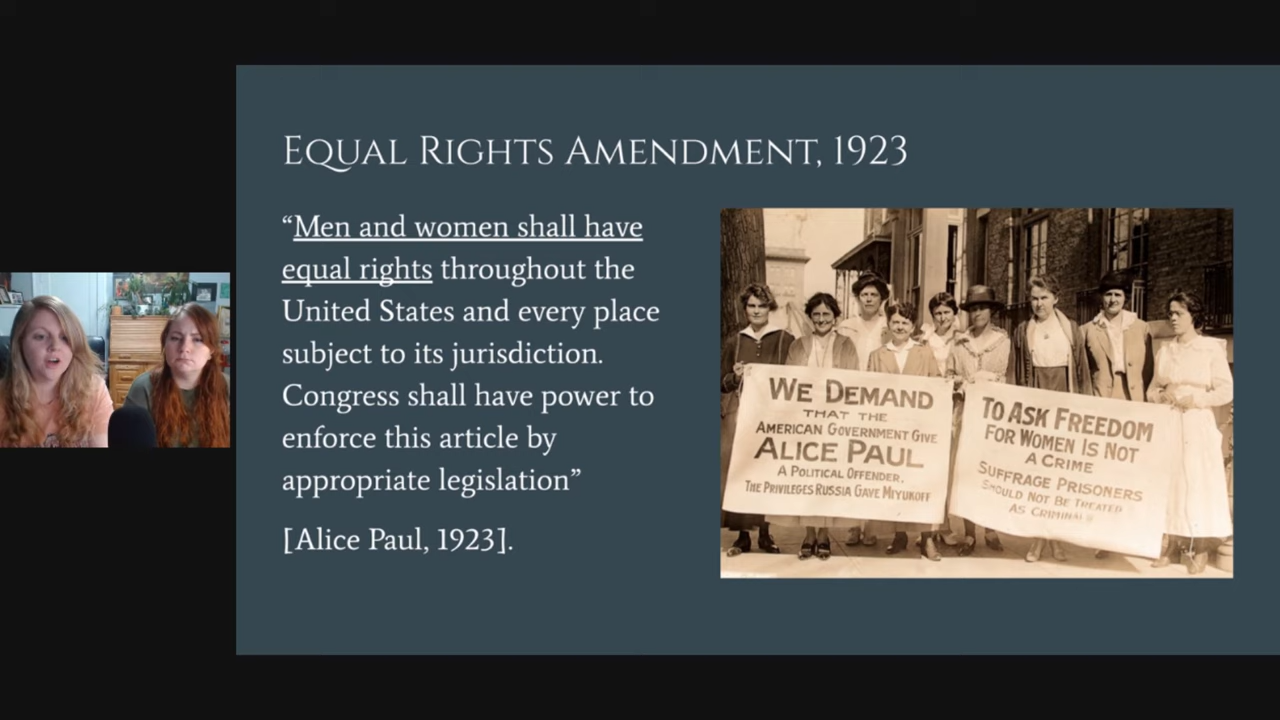 Equal Rights Amendment, 1923
“Men and women shall have
equal rights throughout the
United States and every place
subject to its jurisdiction.
Congress shall have power to
enforce this article by
appropriate legislation”
[Alice Paul, 1923].
We Demand
that the
American Government Give
Alice Paul
a Political Offender,
the Privileges Russia Gave Miyukoff
To Ask Freedom
for Women Is Not
a Crime
Suffrage Prisoners
Should Not Be Treated
as Criminals